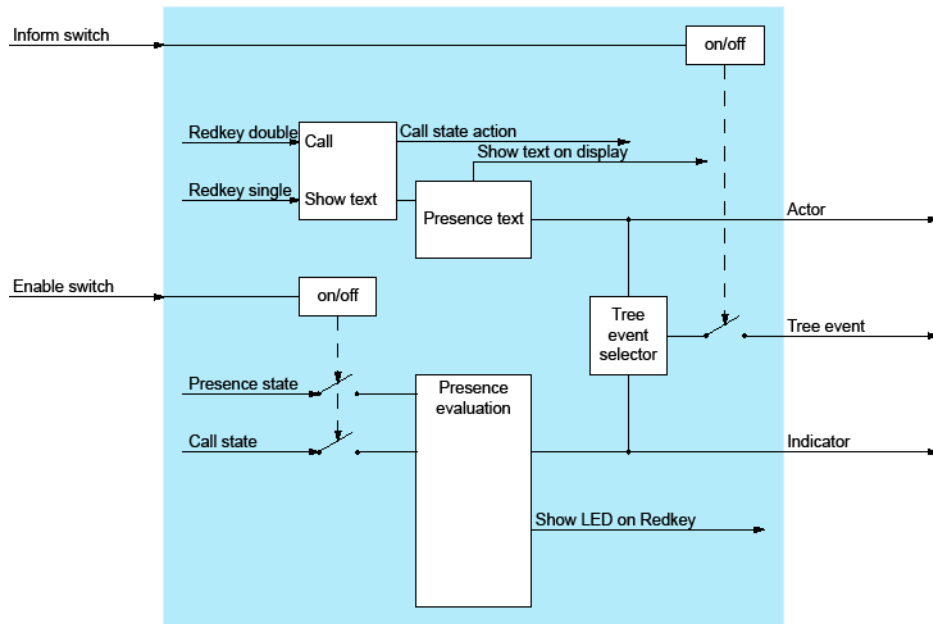 Inform switch
on/off
Redkey double
Call
Call state action
Show text on display
Redkey single
Show text
Presence text
Actor
Enable switch
on/off
Tree
event
selector
Tree event
Presence state
Presence
evaluation
Call state
Indicator
Show LED on Redkey